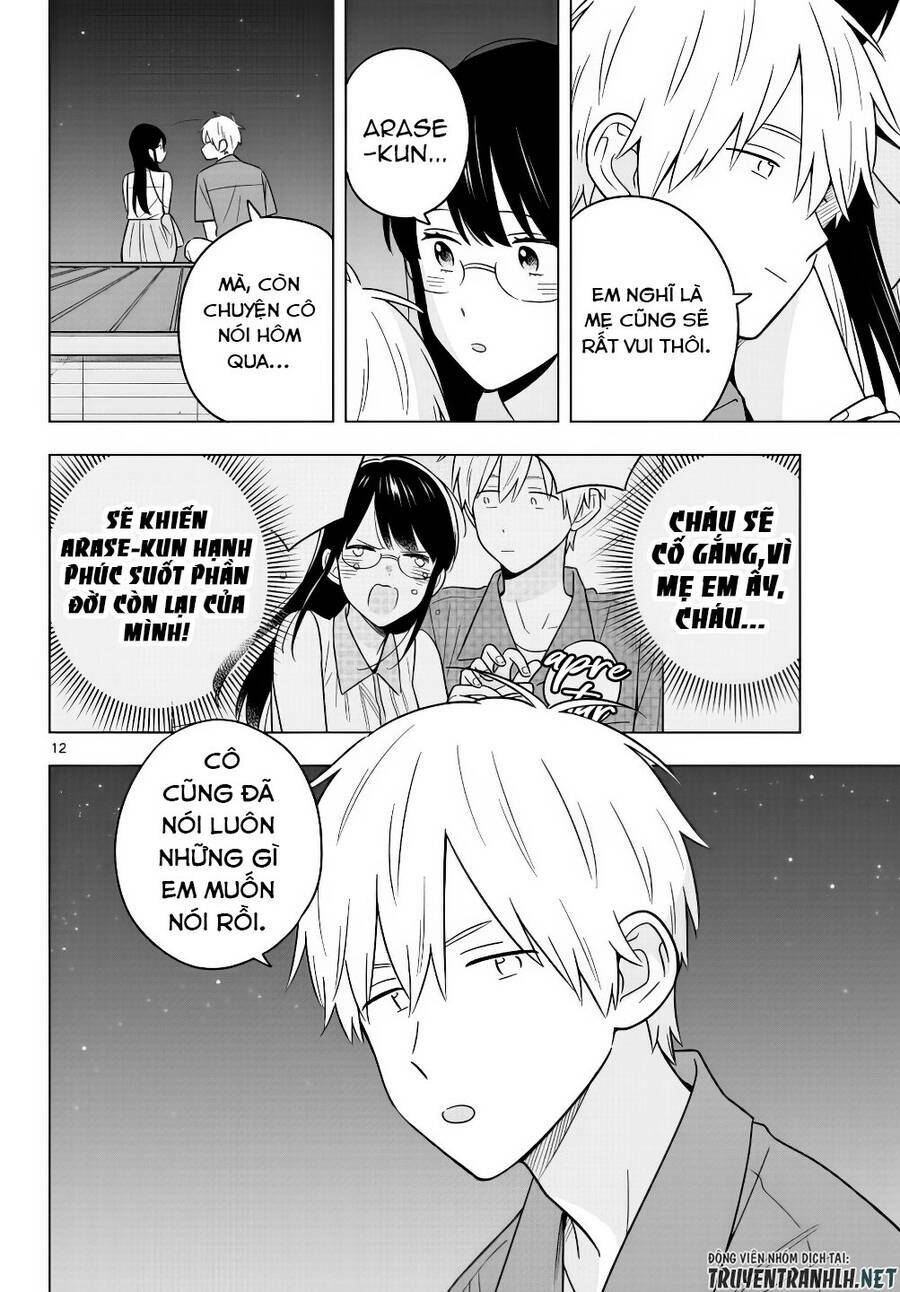 EM NGHĨ LÀ
MẸ CŨNG SẼ
RẤT VUI THÔI.
ARASE
-KUN...
MÀ, CÒN
CHUYỆN CÔ
NÓI HÔM
QUA...
CHÁU SẼ
CỐ GẮNG,VÌ
MẸ EM ẤY,
CHÁU...
SẼ KHIẾN
ARASE-KUN HẠNH
PHÚC SUỐT PHẦN
ĐỜI CÒN LẠI CỦA
MÌNH!
12
CÔ
CŨNG ĐÃ
NÓI LUÔN
NHỮNG GÌ
EM MUỐN
NÓI RỒI.
ĐỘNG VIÊN NHÓM DỊCH TẠI:
TRUYENTRANHLH.NET